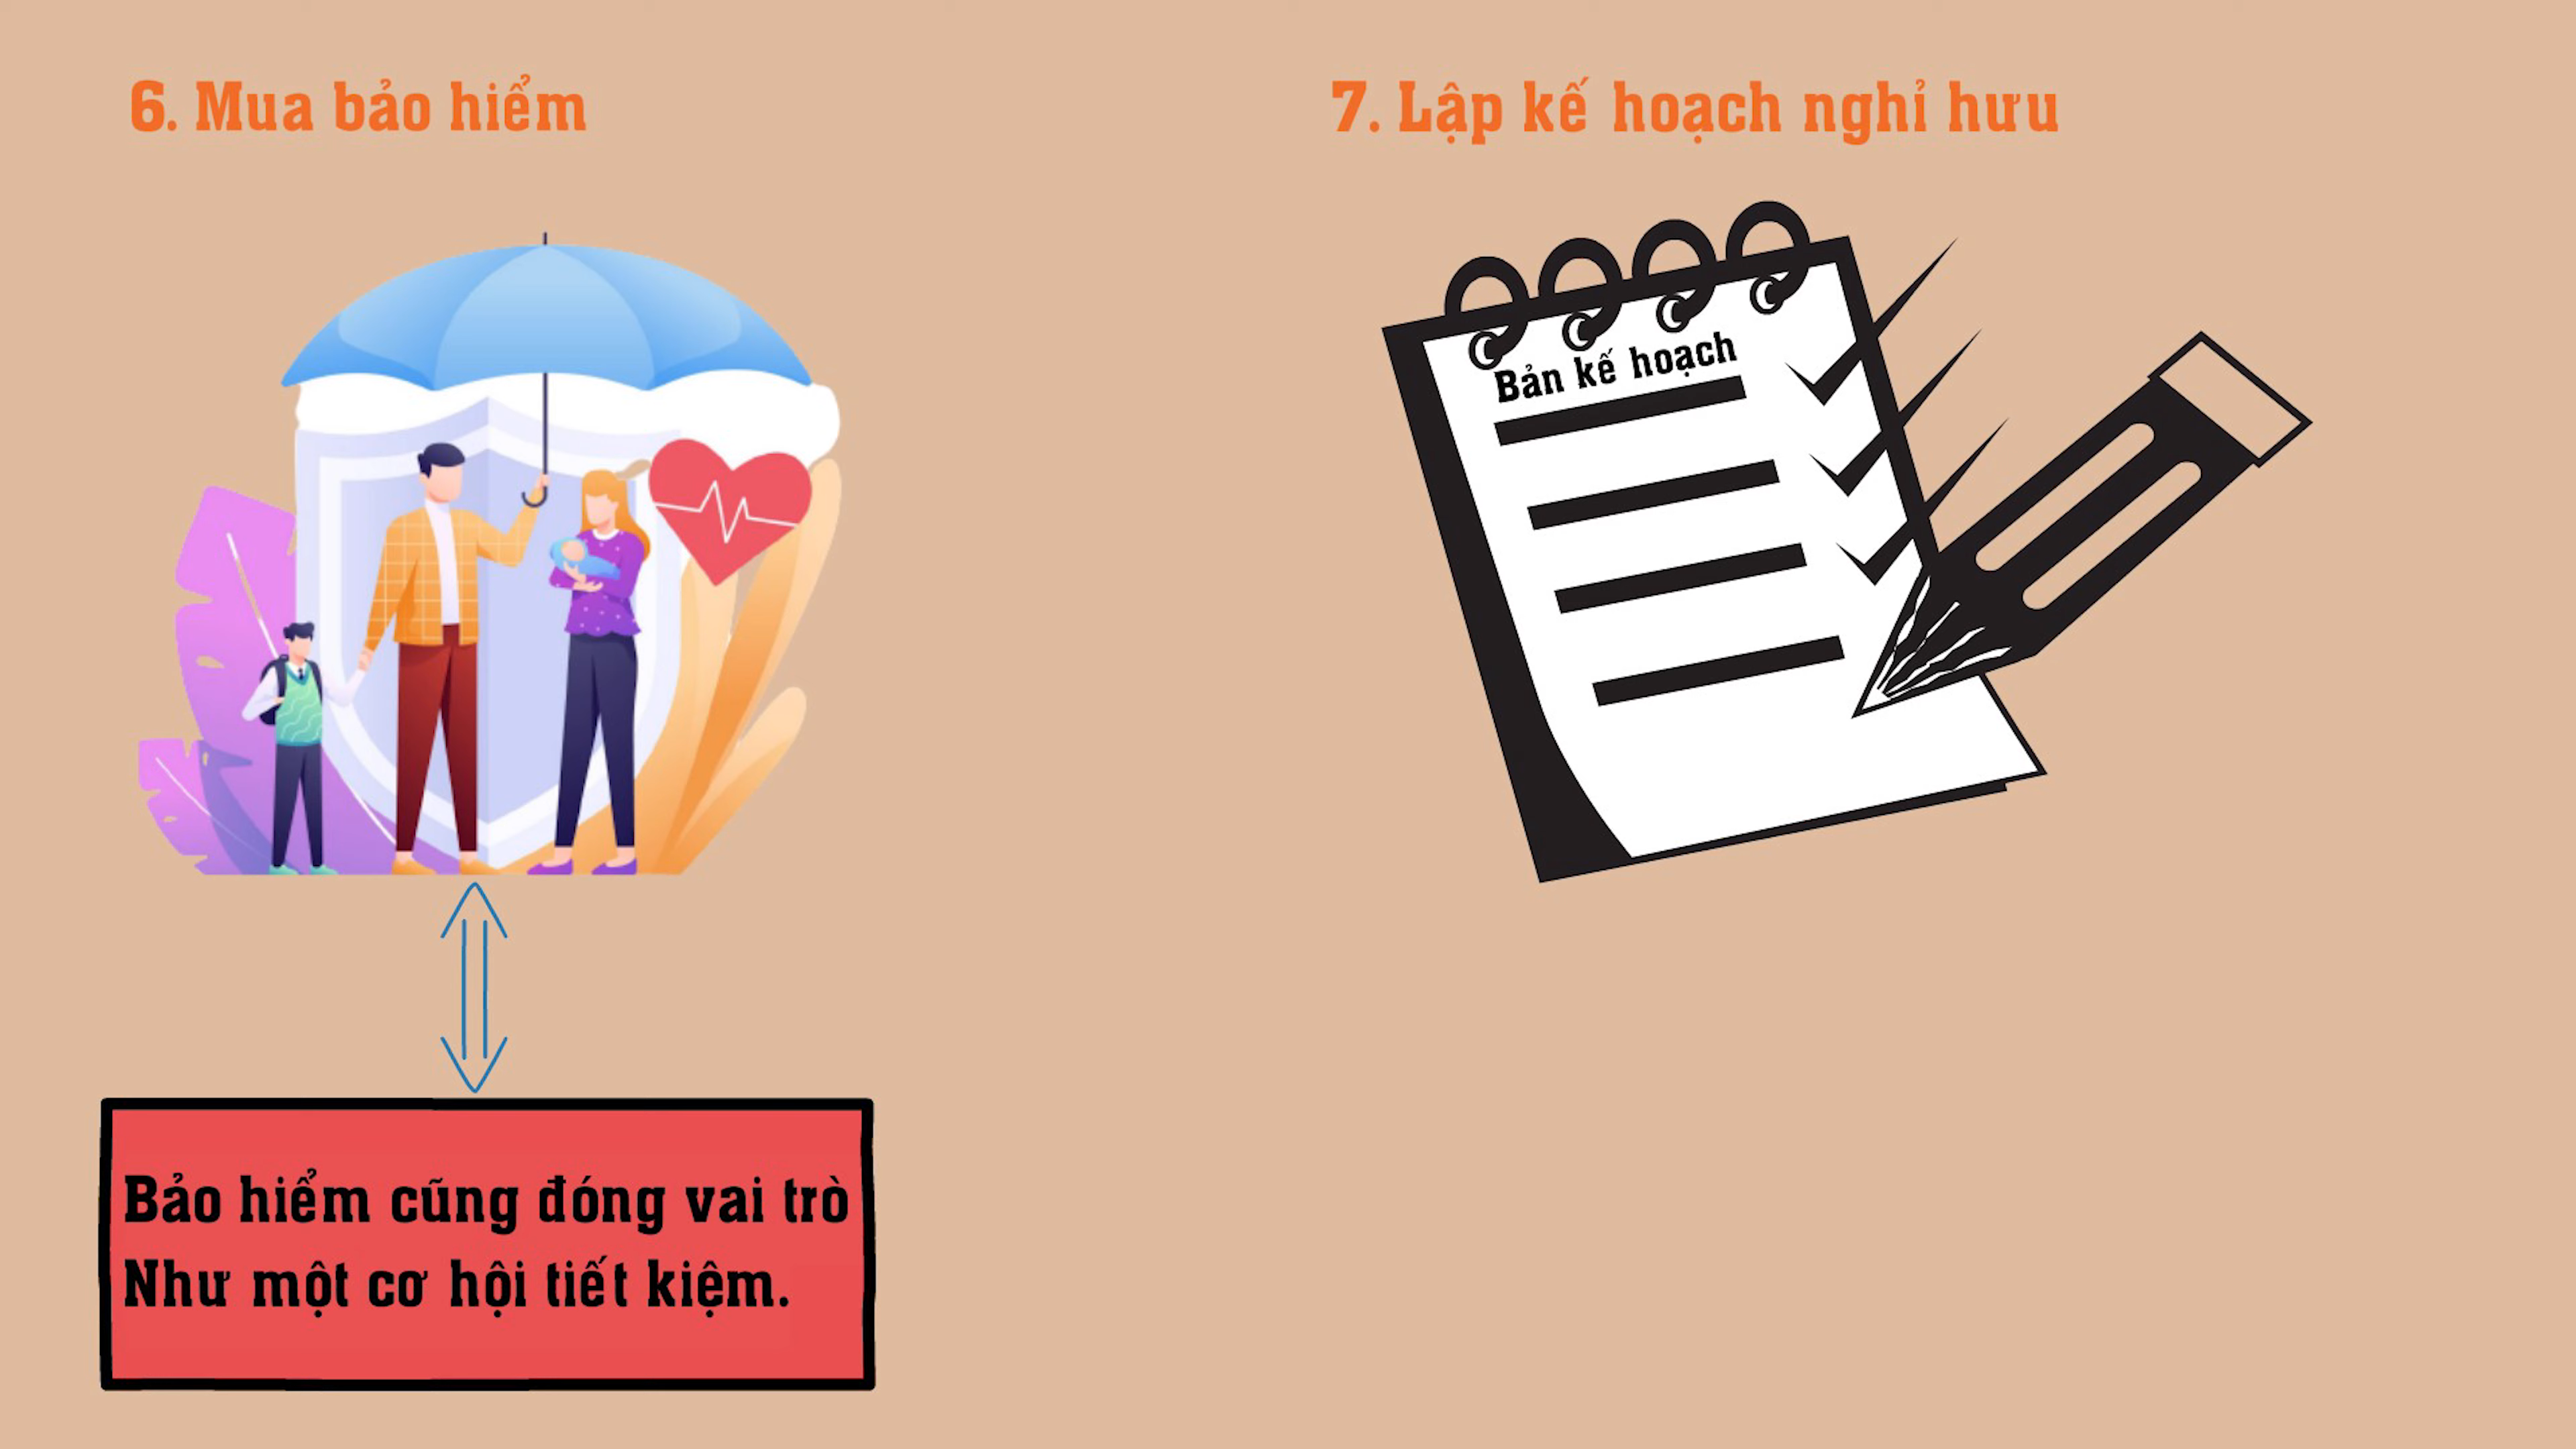 6. Mua bảo hiểm
7. Lập kế hoạch nghỉ hưu
Bản kế hoạch
Bảo hiểm cũng đóng vai trò
Như một cơ hội tiết kiệm.